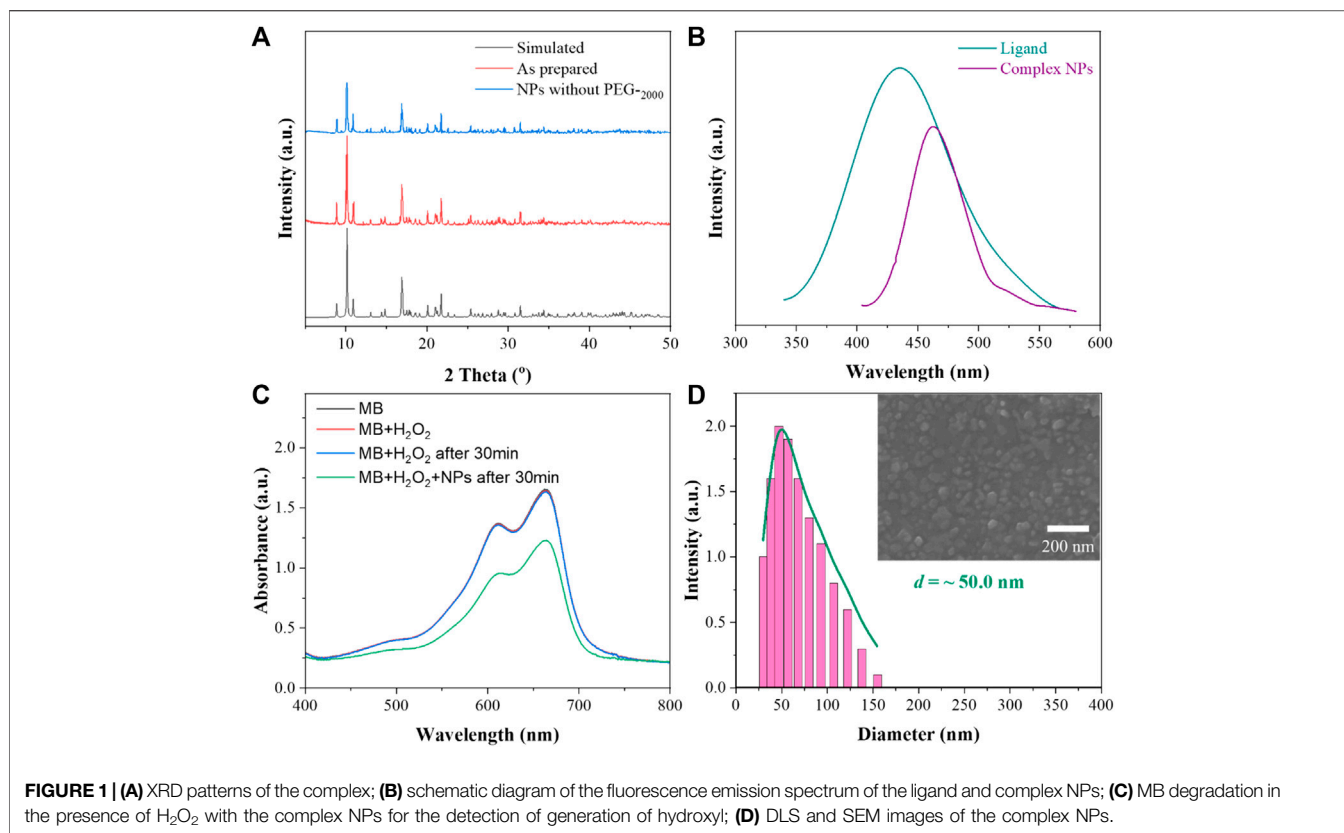 A
Simulated
As prepared
NPs without PEG-₂₀₀₀
Intensity (a.u.)
10 20 30 40 50
2 Theta (°)
B
Ligand
Complex NPs
Intensity (a.u.)
300 350 400 450 500 550 600
Wavelength (nm)
C
MB
MB+H₂O₂
MB+H₂O₂ after 30min
MB+H₂O₂+NPs after 30min
Absorbance (a.u.)
2.0
1.5
1.0
0.5
0.0
400 500 600 700 800
Wavelength (nm)
D
200 nm
d = ~ 50.0 nm
Intensity (a.u.)
2.0
1.5
1.0
0.5
0.0
0 50 100 150 200 250 300 350 400
Diameter (nm)
FIGURE 1 | (A) XRD patterns of the complex; (B) schematic diagram of the fluorescence emission spectrum of the ligand and complex NPs; (C) MB degradation in
the presence of H₂O₂ with the complex NPs for the detection of generation of hydroxyl; (D) DLS and SEM images of the complex NPs.